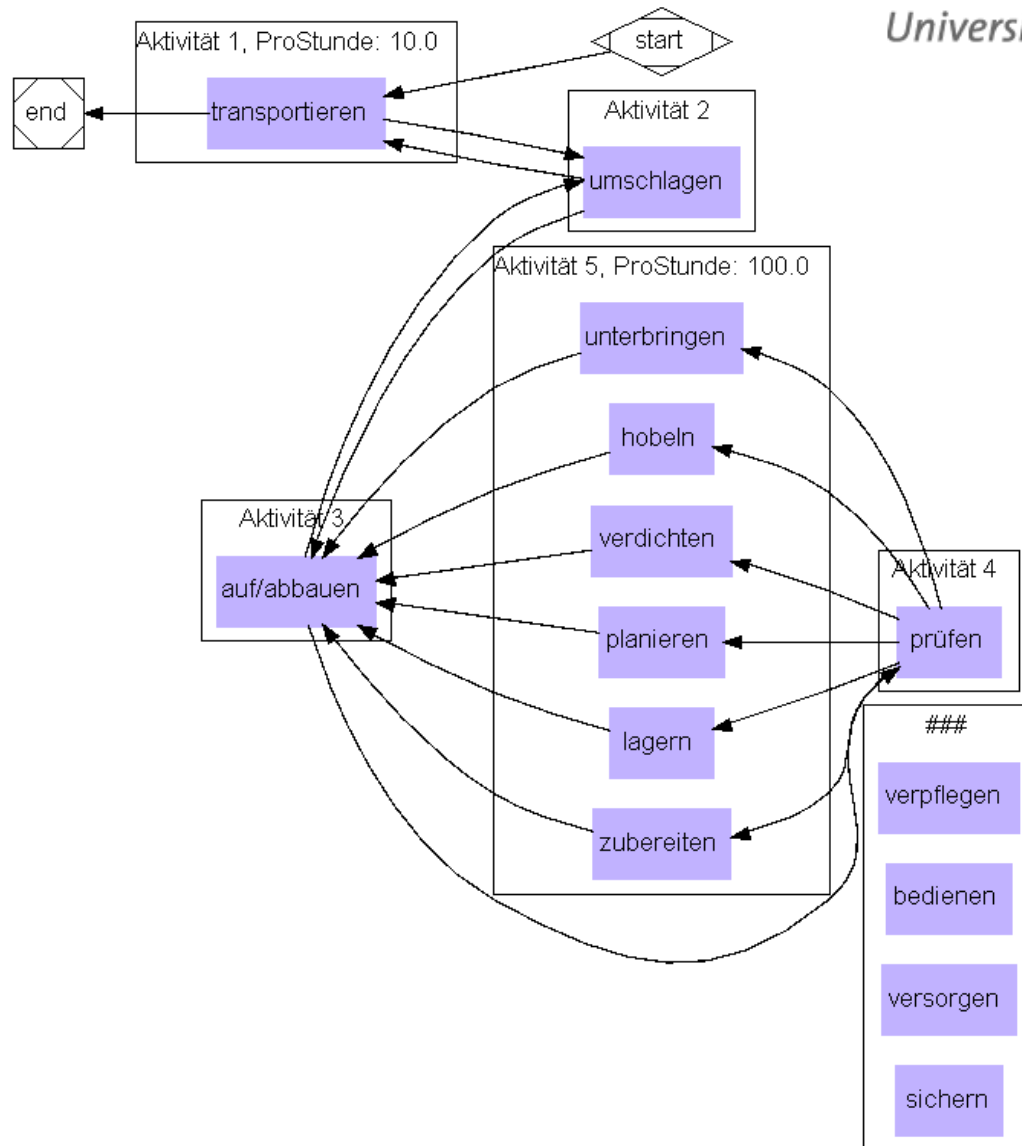 Universi
Aktivität 1, ProStunde: 10.0
start
end
transportieren
Aktivität 2
umschlagen
Aktivität 5, ProStunde: 100.0
unterbringen
hobeln
Aktivität 3
verdichten
auf/abbauen
Aktivität 4
planieren
prüfen
lagern
###
zubereiten
verpflegen
bedienen
versorgen
sichern